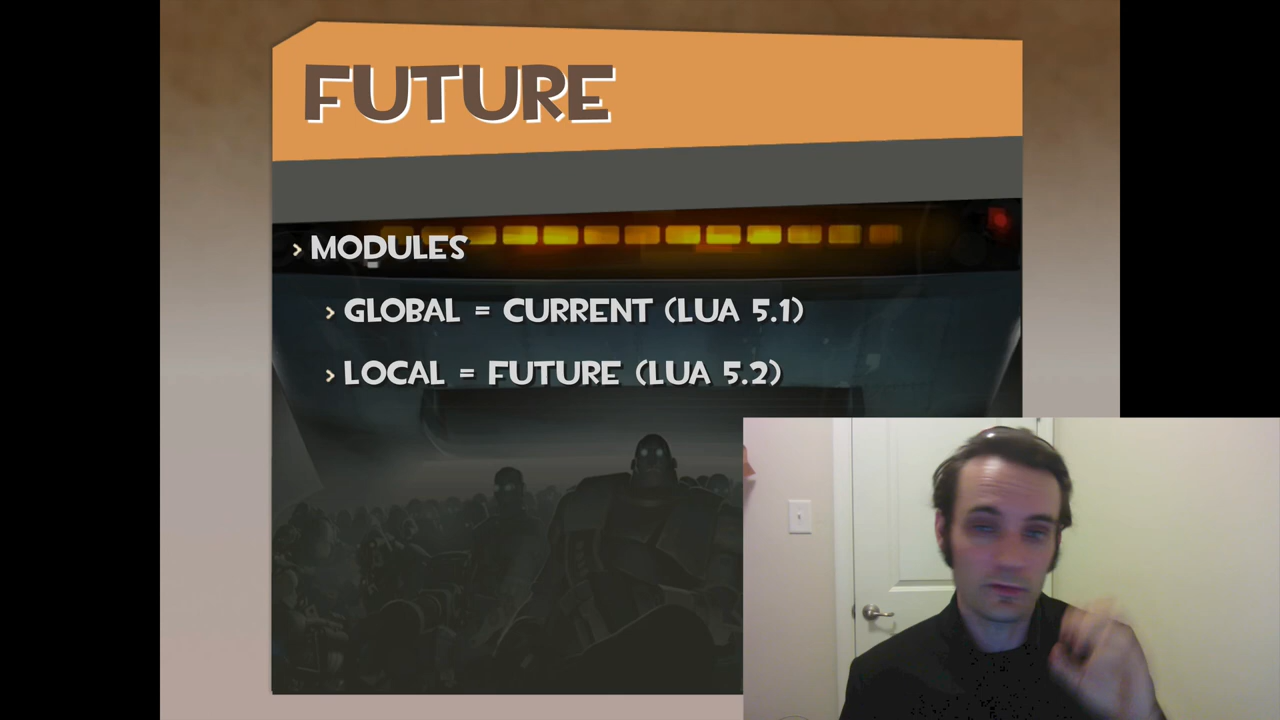 FUTURE
MODULES
GLOBAL = CURRENT (LUA 5.1)
LOCAL = FUTURE (LUA 5.2)